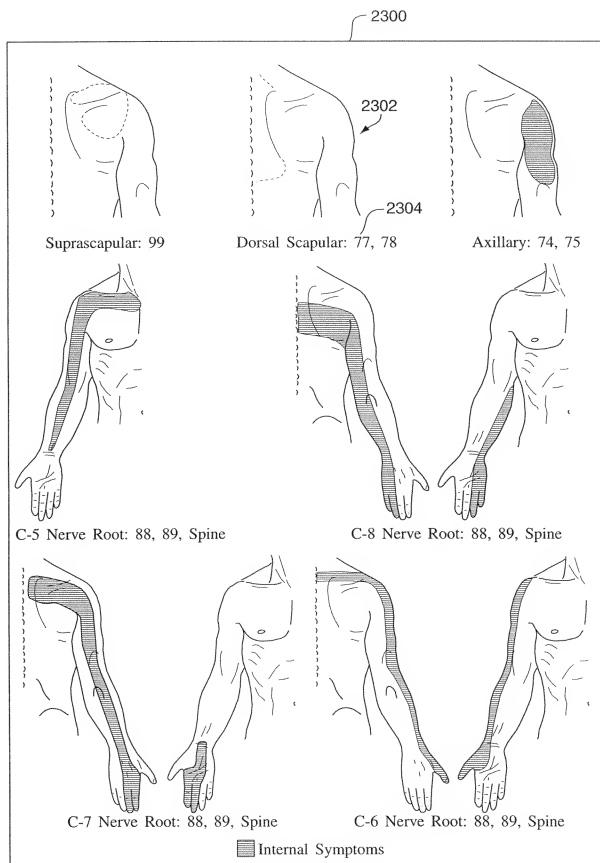 2300
2302
2304
Suprascapular: 99
Dorsal Scapular: 77, 78
Axillary: 74, 75
C-5 Nerve Root: 88, 89, Spine
C-8 Nerve Root: 88, 89, Spine
C-7 Nerve Root: 88, 89, Spine
C-6 Nerve Root: 88, 89, Spine
Internal Symptoms